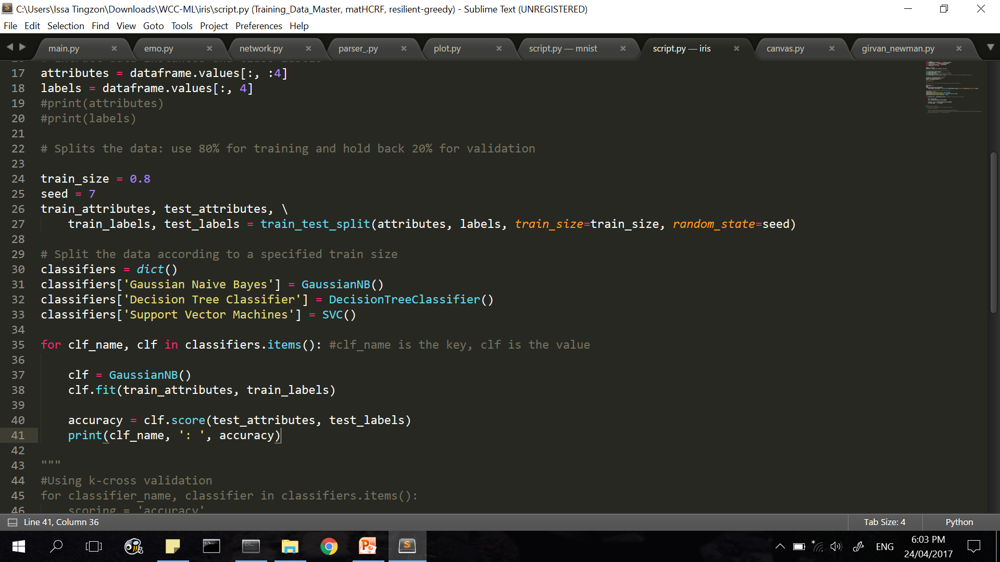 C:\Users\Issa Tingzon\Downloads\WCC-ML\iris\script.py (Training_Data_Master, matHCRF, resilient-greedy) - Sublime Text (UNREGISTERED)
File Edit Selection Find View Goto Tools Project Preferences Help
main.py × emo.py × network.py × parser_.py × plot.py × script.py — mnist × script.py — iris × canvas.py × girvan_newman.py ×
17 attributes = dataframe.values[:, :4]
18 labels = dataframe.values[:, 4]
19 #print(attributes)
20 #print(labels)
21
22 # Splits the data: use 80% for training and hold back 20% for validation
23
24 train_size = 0.8
25 seed = 7
26 train_attributes, test_attributes, \
27     train_labels, test_labels = train_test_split(attributes, labels, train_size=train_size, random_state=seed)
28
29 # Split the data according to a specified train size
30 classifiers = dict()
31 classifiers['Gaussian Naive Bayes'] = GaussianNB()
32 classifiers['Decision Tree Classifier'] = DecisionTreeClassifier()
33 classifiers['Support Vector Machines'] = SVC()
34
35 for clf_name, clf in classifiers.items(): #clf_name is the key, clf is the value
36
37     clf = GaussianNB()
38     clf.fit(train_attributes, train_labels)
39
40     accuracy = clf.score(test_attributes, test_labels)
41     print(clf_name, ': ', accuracy)
42
43 """
44 #Using k-cross validation
45 for classifier_name, classifier in classifiers.items():
46     scoring = 'accuracy'
Line 41, Column 36 Tab Size: 4 Python
ENG 6:03 PM
24/04/2017